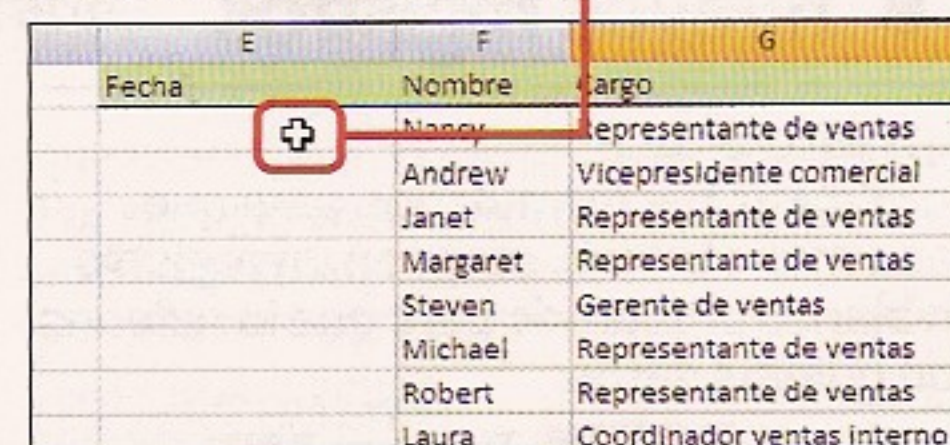 E F G
Fecha Nombre Cargo
Nancy Representante de ventas
Andrew Vicepresidente comercial
Janet Representante de ventas
Margaret Representante de ventas
Steven Gerente de ventas
Michael Representante de ventas
Robert Representante de ventas
Laura Coordinador ventas interno